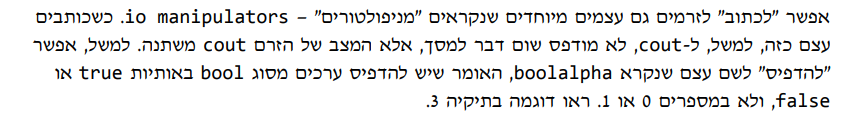 אפשר "לכתוב" לזרמים גם עצמים מיוחדים שנקראים "מניפולטורים" – io manipulators. כשכותבים
עצם כזה, למשל, ל-cout, לא מודפס שום דבר למסך, אלא המצב של הזרם cout משתנה. למשל, אפשר
"להדפיס" לשם עצם שנקרא boolalpha, האומר שיש להדפיס ערכים מסוג bool באותיות true או
false, ולא במספרים 0 או 1. ראו דוגמה בתיקיה 3.